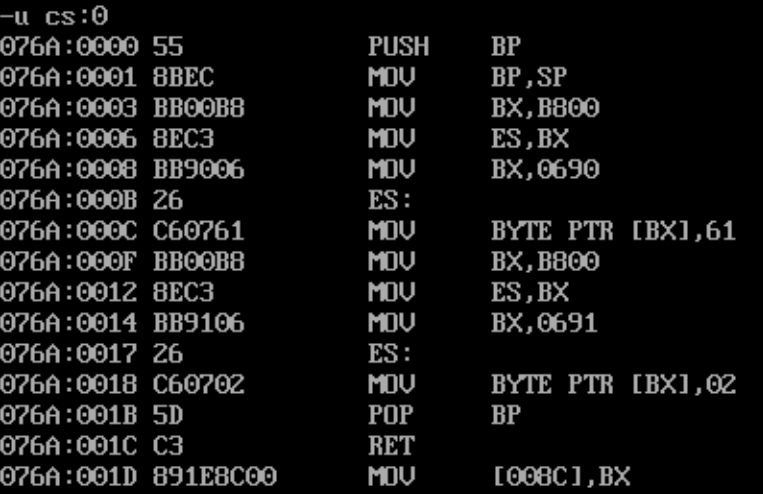 -u cs:0
076A:0000 55 PUSH BP
076A:0001 8BEC MOV BP,SP
076A:0003 BB00B8 MOV BX,B800
076A:0006 8EC3 MOV ES,BX
076A:0008 BB9006 MOV BX,0690
076A:000B 26 ES:
076A:000C C60761 MOV BYTE PTR [BX],61
076A:000F BB00B8 MOV BX,B800
076A:0012 8EC3 MOV ES,BX
076A:0014 BB9106 MOV BX,0691
076A:0017 26 ES:
076A:0018 C60702 MOV BYTE PTR [BX],02
076A:001B 5D POP BP
076A:001C C3 RET
076A:001D 891E8C00 MOV [008C],BX